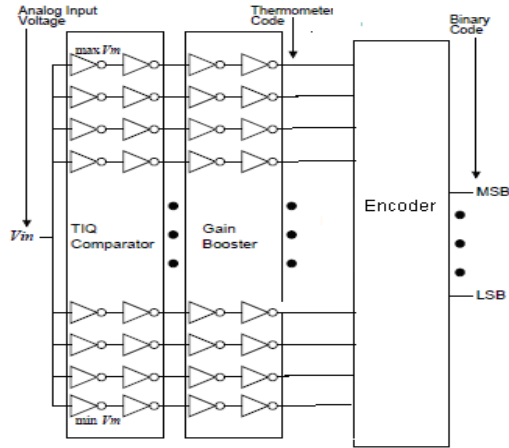 Analog Input
Voltage
Thermometer
Code
Binary
Code
max Vm
Vin
TIQ
Comparator
Gain
Booster
Encoder
MSB
LSB
min Vm